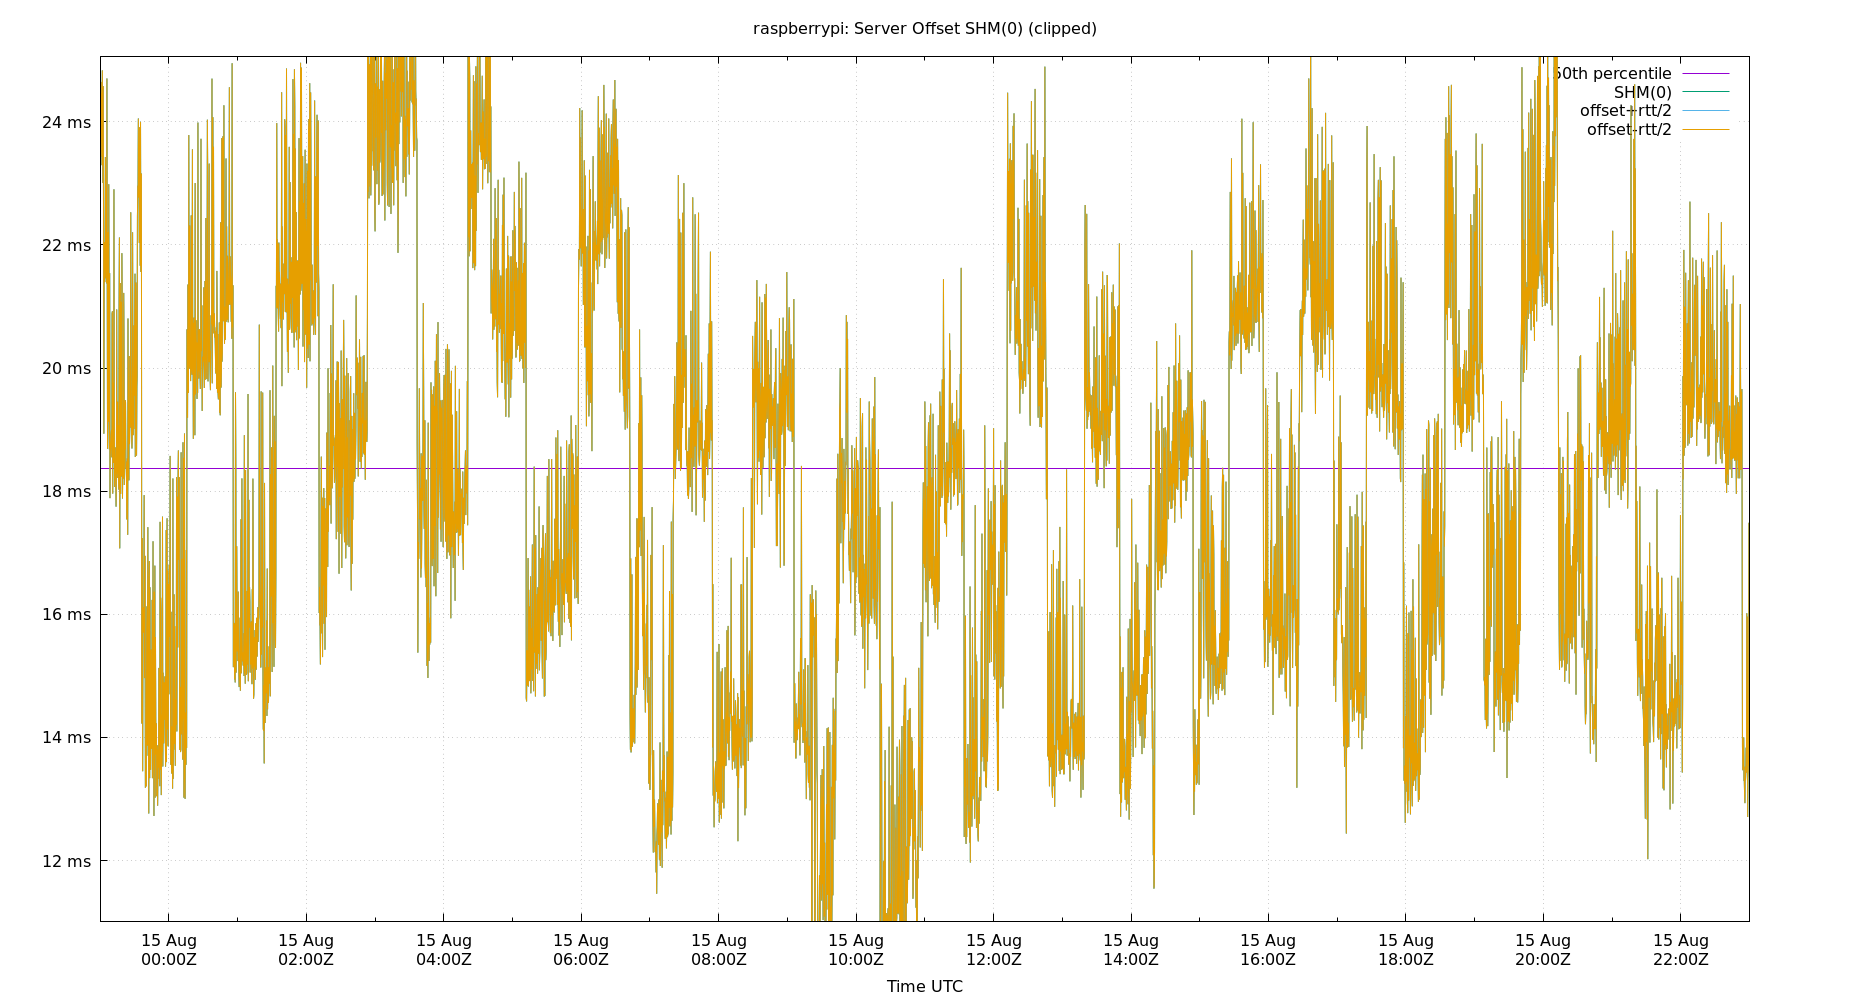 raspberrypi: Server Offset SHM(0) (clipped)
50th percentile
SHM(0)
offset+rtt/2
offset-rtt/2
24 ms
22 ms
20 ms
18 ms
16 ms
14 ms
12 ms
15 Aug 15 Aug 15 Aug 15 Aug 15 Aug 15 Aug 15 Aug 15 Aug 15 Aug 15 Aug 15 Aug 15 Aug
00:00Z 02:00Z 04:00Z 06:00Z 08:00Z 10:00Z 12:00Z 14:00Z 16:00Z 18:00Z 20:00Z 22:00Z
Time UTC